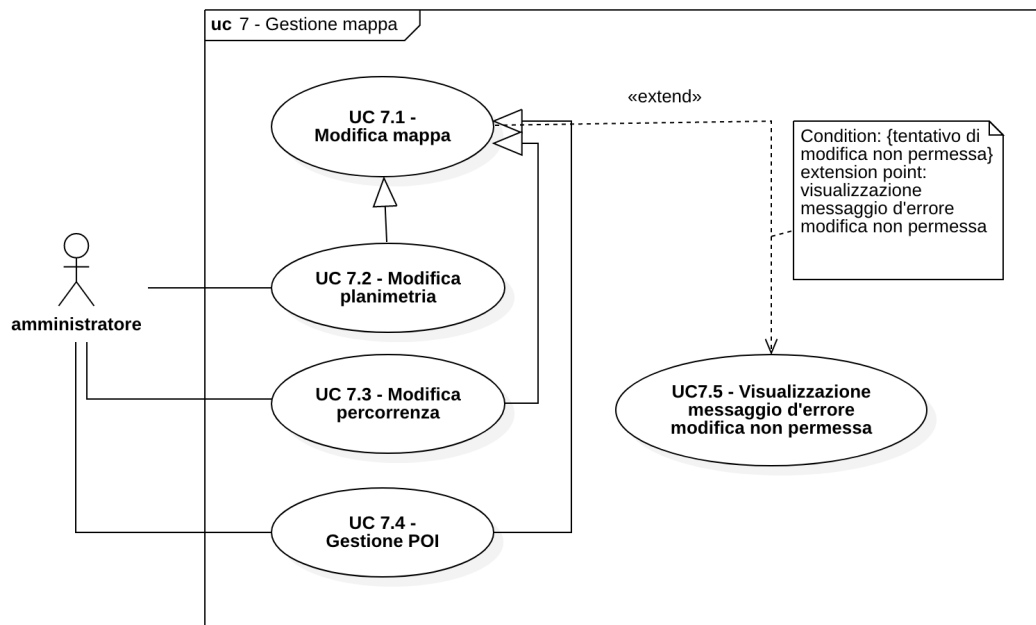 uc 7 - Gestione mappa
UC 7.1 -
Modifica mappa
«extend»
Condition: {tentativo di
modifica non permessa}
extension point:
visualizzazione
messaggio d'errore
modifica non permessa
UC 7.2 - Modifica
planimetria
amministratore
UC 7.3 - Modifica
percorrenza
UC7.5 - Visualizzazione
messaggio d'errore
modifica non permessa
UC 7.4 -
Gestione POI